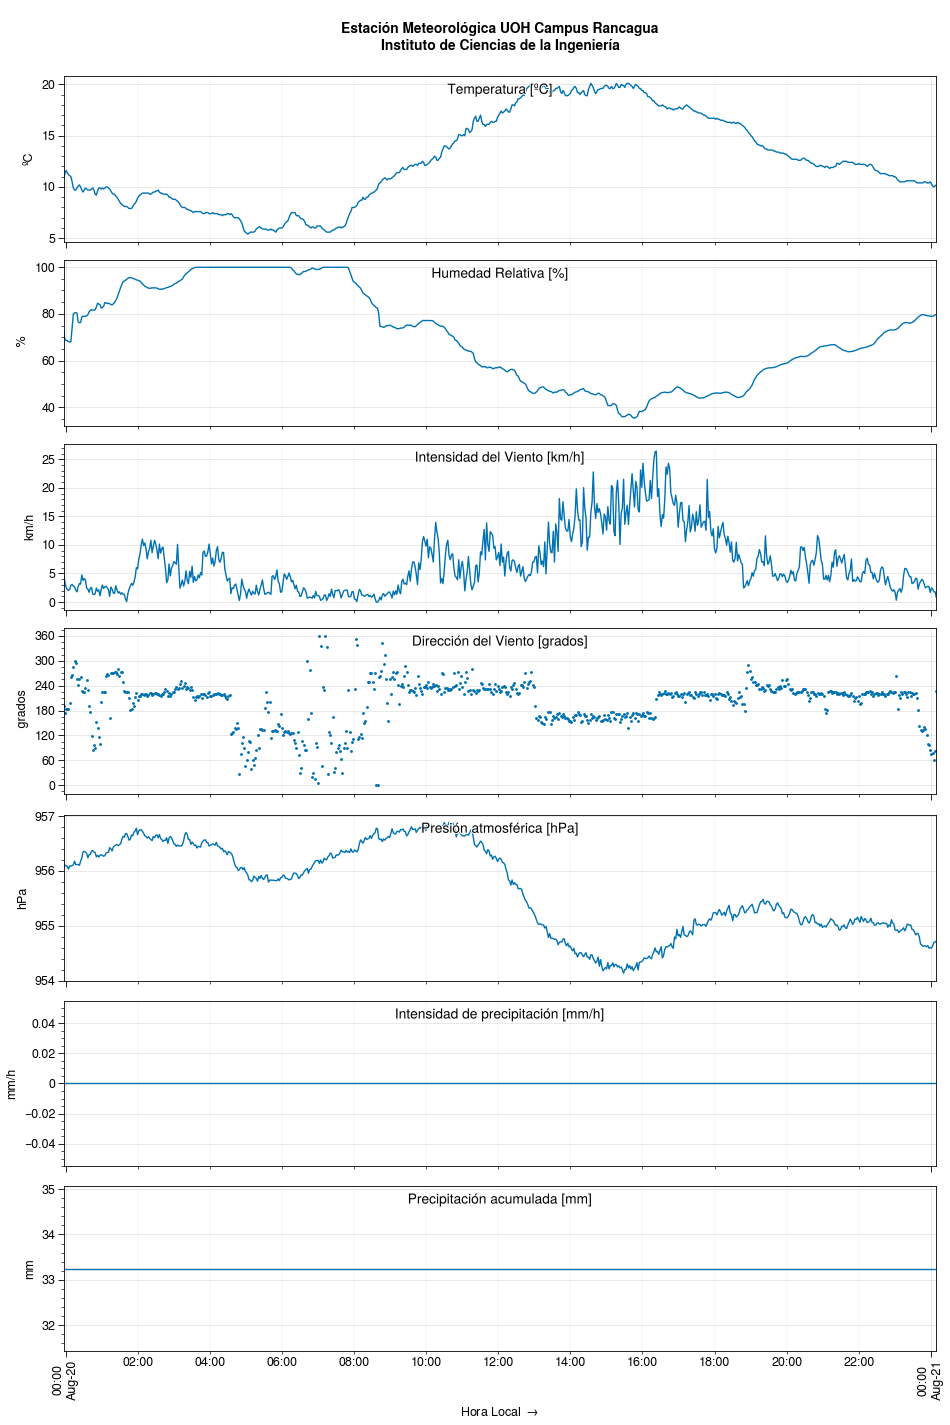 Estación Meteorológica UOH Campus Rancagua
Instituto de Ciencias de la Ingeniería
Temperatura [ºC]
20
15
10
5
ºC
Humedad Relativa [%]
100
80
60
40
%
Intensidad del Viento [km/h]
25
20
15
10
5
0
km/h
Dirección del Viento [grados]
360
300
240
180
120
60
0
grados
Presión atmosférica [hPa]
957
956
955
954
hPa
Intensidad de precipitación [mm/h]
0.04
0.02
0
−0.02
−0.04
mm/h
Precipitación acumulada [mm]
35
34
33
32
mm
00:00
Aug-20
02:00
04:00
06:00
08:00
10:00
12:00
14:00
16:00
18:00
20:00
22:00
00:00
Aug-21
Hora Local →